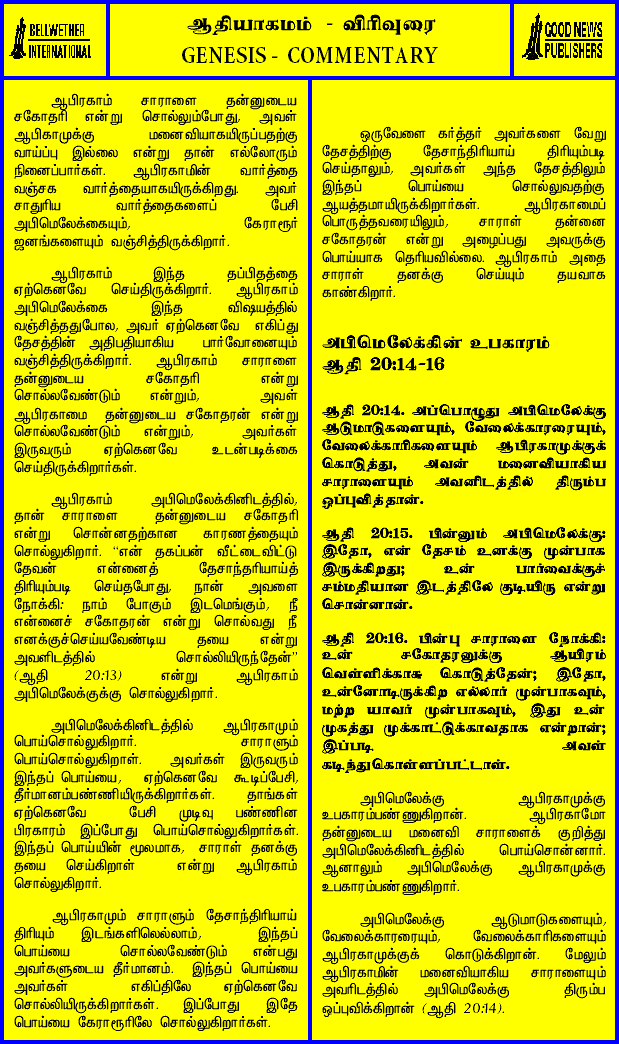 BELLWETHER
INTERNATIONAL
ஆதியாகமம் - விரிவுரை
GENESIS - COMMENTARY
GOOD NEWS
PUBLISHERS
ஆபிரகாம் சாராளை தன்னுடைய
சகோதரி என்று சொல்லும்போது, அவள்
ஆபிகாமுக்கு மனைவியாகயிருப்பதற்கு
வாய்ப்பு இல்லை என்று தான் எல்லோரும்
நினைப்பார்கள். ஆபிரகாமின் வார்த்தை
வஞ்சக வார்த்தையாகயிருக்கிறது. அவர்
சாதுரிய வார்த்தைகளைப் பேசி
அபிமெலேக்கையும், கேராரூர்
ஜனங்களையும் வஞ்சித்திருக்கிறார்.
ஆபிரகாம் இந்த தப்பிதத்தை
ஏற்கெனவே செய்திருக்கிறார். ஆபிரகாம்
அபிமெலேக்கை இந்த விஷயத்தில்
வஞ்சித்ததுபோல, அவர் ஏற்கெனவே எகிப்து
தேசத்தின் அதிபதியாகிய பார்வோனையும்
வஞ்சித்திருக்கிறார். ஆபிரகாம் சாராளை
தன்னுடைய சகோதரி என்று
சொல்லவேண்டும் என்றும், அவள்
ஆபிரகாமை தன்னுடைய சகோதரன் என்று
சொல்லவேண்டும் என்றும், அவர்கள்
இருவரும் ஏற்கெனவே உடன்படிக்கை
செய்திருக்கிறார்கள்.
ஆபிரகாம் அபிமெலேக்கினிடத்தில்,
தான் சாராளை தன்னுடைய சகோதரி
என்று சொன்னதற்கான காரணத்தையும்
சொல்லுகிறார். “என் தகப்பன் வீட்டைவிட்டு
தேவன் என்னைத் தேசாந்தரியாய்த்
திரியும்படி செய்தபோது, நான் அவளை
நோக்கி: நாம் போகும் இடமெங்கும், நீ
என்னைச் சகோதரன் என்று சொல்வது நீ
எனக்குச்செய்யவேண்டிய தயை என்று
அவளிடத்தில் சொல்லியிருந்தேன்”
(ஆதி 20:13) என்று ஆபிரகாம்
அபிமெலேக்குக்கு சொல்லுகிறார்.
அபிமெலேக்கினிடத்தில் ஆபிரகாமும்
பொய்சொல்லுகிறார். சாராளும்
பொய்சொல்லுகிறாள். அவர்கள் இருவரும்
இந்தப் பொய்யை, ஏற்கெனவே கூடிப்பேசி,
தீர்மானம்பண்ணியிருக்கிறார்கள். தாங்கள்
ஏற்கெனவே பேசி முடிவு பண்ணின
பிரகாரம் இப்போது பொய்சொல்லுகிறார்கள்.
இந்தப் பொய்யின் மூலமாக, சாராள் தனக்கு
தயை செய்கிறாள் என்று ஆபிரகாம்
சொல்லுகிறார்.
ஆபிரகாமும் சாராளும் தேசாந்திரியாய்
திரியும் இடங்களிலெல்லாம், இந்தப்
பொய்யை சொல்லவேண்டும் என்பது
அவர்களுடைய தீர்மானம். இந்தப் பொய்யை
அவர்கள் எகிப்திலே ஏற்கெனவே
சொல்லியிருக்கிறார்கள். இப்போது இதே
பொய்யை கேராரூரிலே சொல்லுகிறார்கள்.
ஒருவேளை கர்த்தர் அவர்களை வேறு
தேசத்திற்கு தேசாந்திரியாய் திரியும்படி
செய்தாலும், அவர்கள் அந்த தேசத்திலும்
இந்தப் பொய்யை சொல்லுவதற்கு
ஆயத்தமாயிருக்கிறார்கள். ஆபிரகாமைப்
பொருத்தவரையிலும், சாராள் தன்னை
சகோதரன் என்று அழைப்பது அவருக்கு
பொய்யாக தெரியவில்லை. ஆபிரகாம் அதை
சாராள் தனக்கு செய்யும் தயவாக
காண்கிறார்.
அபிமெலேக்கின் உபகாரம்
ஆதி 20:14-16
ஆதி 20:14. அப்பொழுது அபிமெலேக்கு
ஆடுமாடுகளையும், வேலைக்காரரையும்,
வேலைக்காரிகளையும் ஆபிரகாமுக்குக்
கொடுத்து, அவன் மனைவியாகிய
சாராளையும் அவனிடத்தில் திரும்ப
ஒப்புவித்தான்.
ஆதி 20:15. பின்னும் அபிமெலேக்கு:
இதோ, என் தேசம் உனக்கு முன்பாக
இருக்கிறது; உன் பார்வைக்குச்
சம்மதியான இடத்திலே குடியிரு என்று
சொன்னான்.
ஆதி 20:16. பின்பு சாராளை நோக்கி:
உன் சகோதரனுக்கு ஆயிரம்
வெள்ளிக்காசு கொடுத்தேன்; இதோ,
உன்னோடிருக்கிற எல்லார் முன்பாகவும்,
மற்ற யாவர் முன்பாகவும், இது உன்
முகத்து முக்காட்டுக்காவதாக என்றான்;
இப்படி அவள்
கடிந்துகொள்ளப்பட்டாள்.
அபிமெலேக்கு ஆபிரகாமுக்கு
உபகாரம்பண்ணுகிறான். ஆபிரகாமோ
தன்னுடைய மனைவி சாராளைக் குறித்து
அபிமெலேக்கினிடத்தில் பொய்சொன்னார்.
ஆனாலும் அபிமெலேக்கு ஆபிரகாமுக்கு
உபகாரம்பண்ணுகிறார்.
அபிமெலேக்கு ஆடுமாடுகளையும்,
வேலைக்காரரையும், வேலைக்காரிகளையும்
ஆபிரகாமுக்குக் கொடுக்கிறான். மேலும்
ஆபிரகாமின் மனைவியாகிய சாராளையும்
அவரிடத்தில் அபிமெலேக்கு திரும்ப
ஒப்புவிக்கிறான் (ஆதி 20:14).